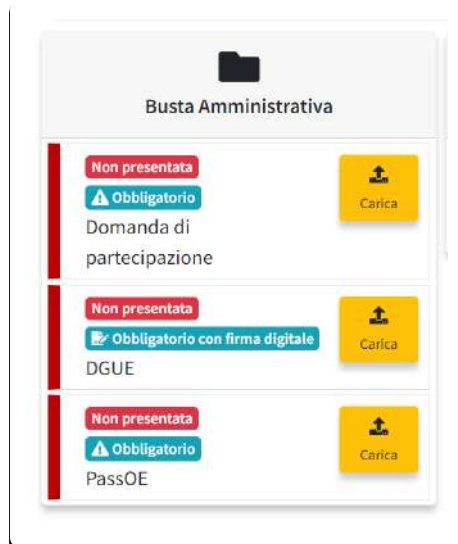 Busta Amministrativa
Non presentata
Obbligatorio
Carica
Domanda di
partecipazione
Non presentata
Obbligatorio con firma digitale
Carica
DGUE
Non presentata
Obbligatorio
Carica
PassOE